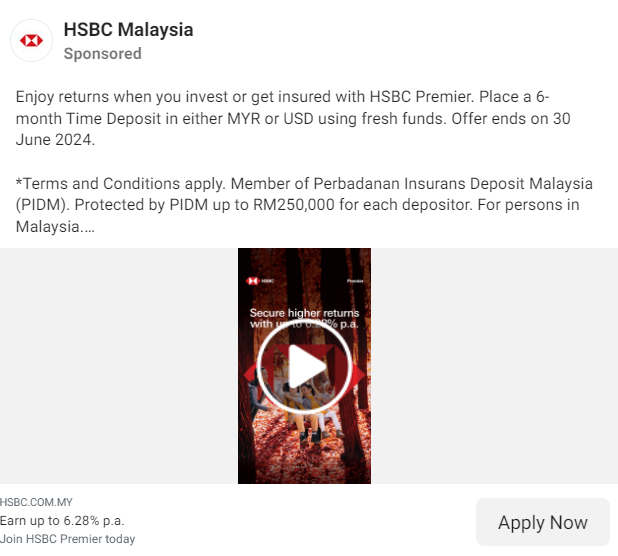 HSBC Malaysia
Sponsored
Enjoy returns when you invest or get insured with HSBC Premier. Place a 6-
month Time Deposit in either MYR or USD using fresh funds. Offer ends on 30
June 2024.
*Terms and Conditions apply. Member of Perbadanan Insurans Deposit Malaysia
(PIDM). Protected by PIDM up to RM250,000 for each depositor. For persons in
Malaysia....
HSBC Premier
Secure higher returns
with up to 6.28% p.a.
HSBC.COM.MY
Earn up to 6.28% p.a.
Join HSBC Premier today
Apply Now